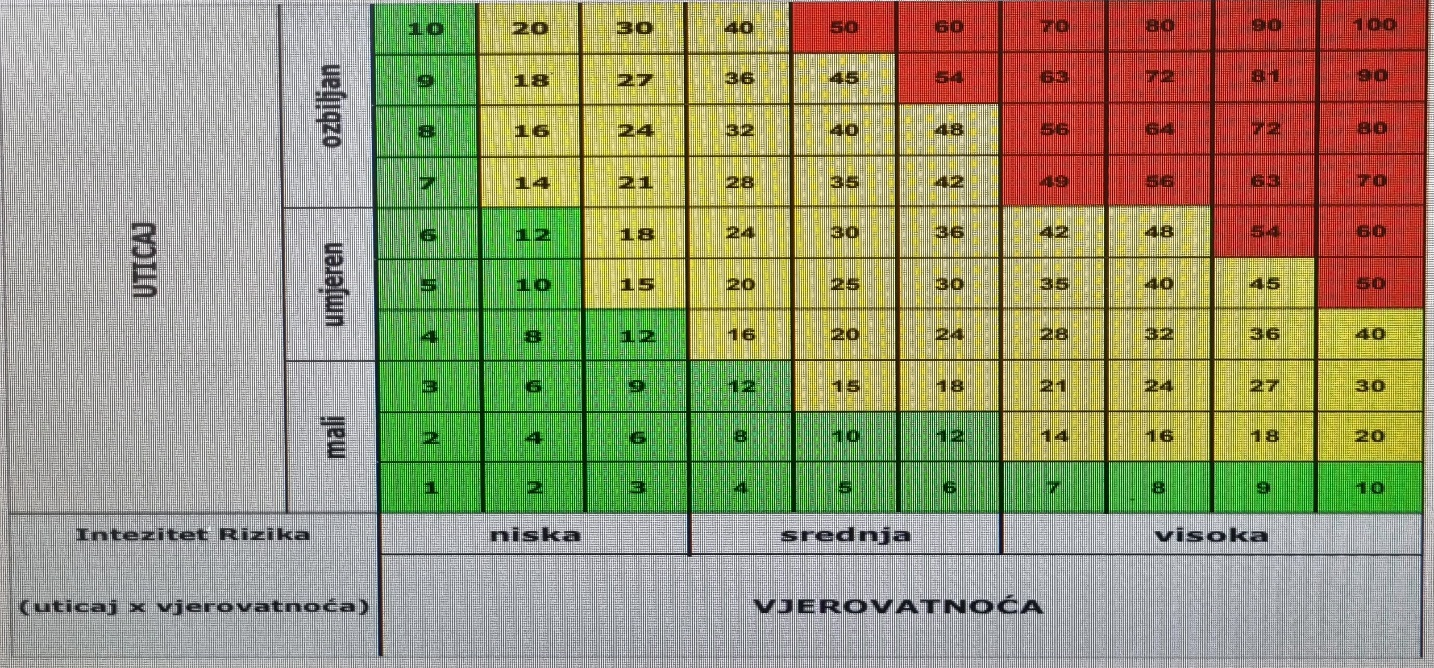 UTICAJ
ozbiljan
10 20 30 40 50 60 70 80 90 100
9 18 27 36 45 54 63 72 81 90
8 16 24 32 40 48 56 64 72 80
7 14 21 28 35 42 49 56 63 70
umjeren
6 12 18 24 30 36 42 48 54 60
5 10 15 20 25 30 35 40 45 50
4 8 12 16 20 24 28 32 36 40
mali
3 6 9 12 15 18 21 24 27 30
2 4 6 8 10 12 14 16 18 20
1 2 3 4 5 6 7 8 9 10
Intezitet Rizika niska srednja visoka
(uticaj x vjerovatnoća) VJEROVATNOĆA